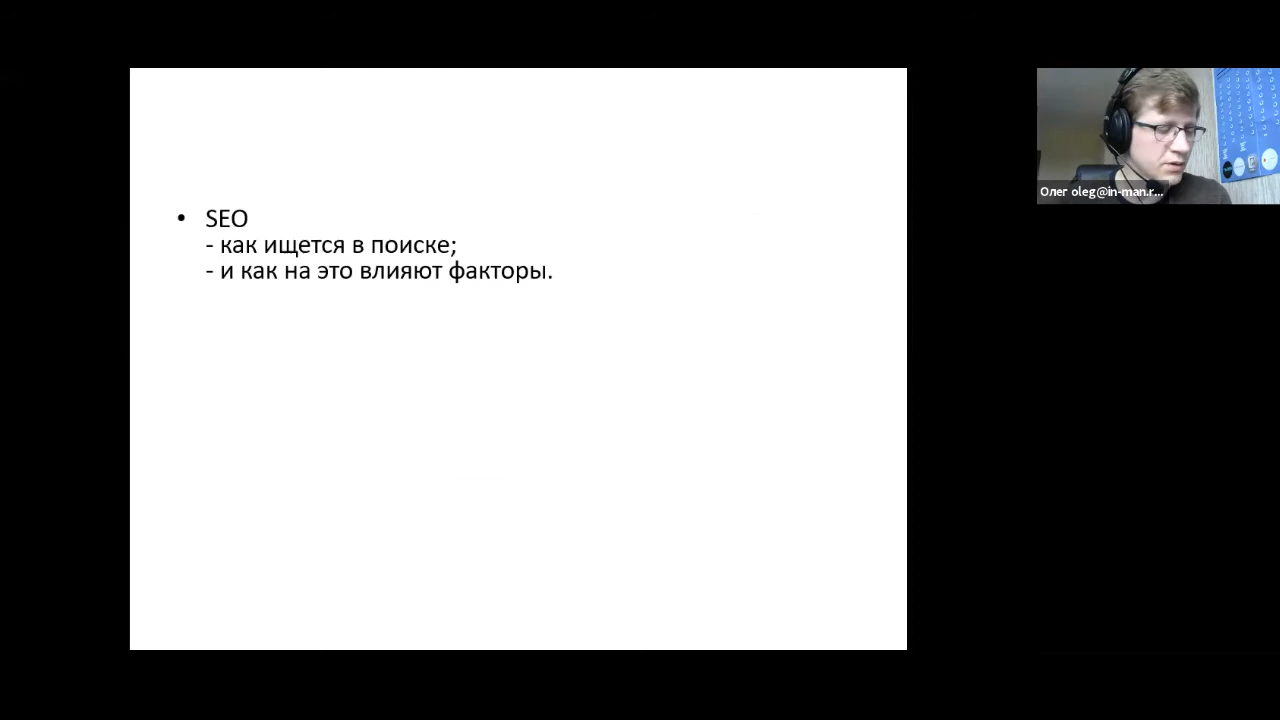 • SEO
- как ищется в поиске;
- и как на это влияют факторы.
Олег oleg@in-man.r...